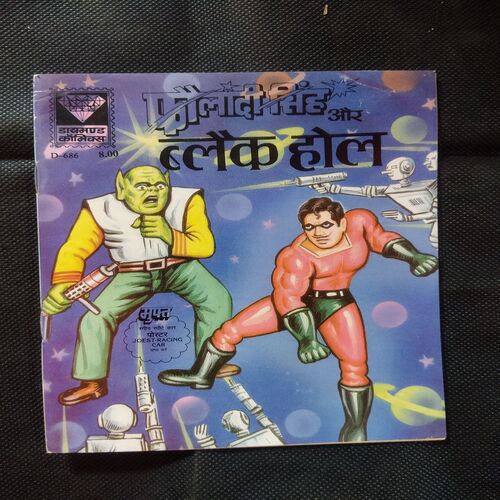 डायमण्ड
कॉमिक्स
D-686 8.00
फौलादी सिंह
और
ब्लैक होल
मुफ्त
पोस्टर
JOEST-RACING
CAR